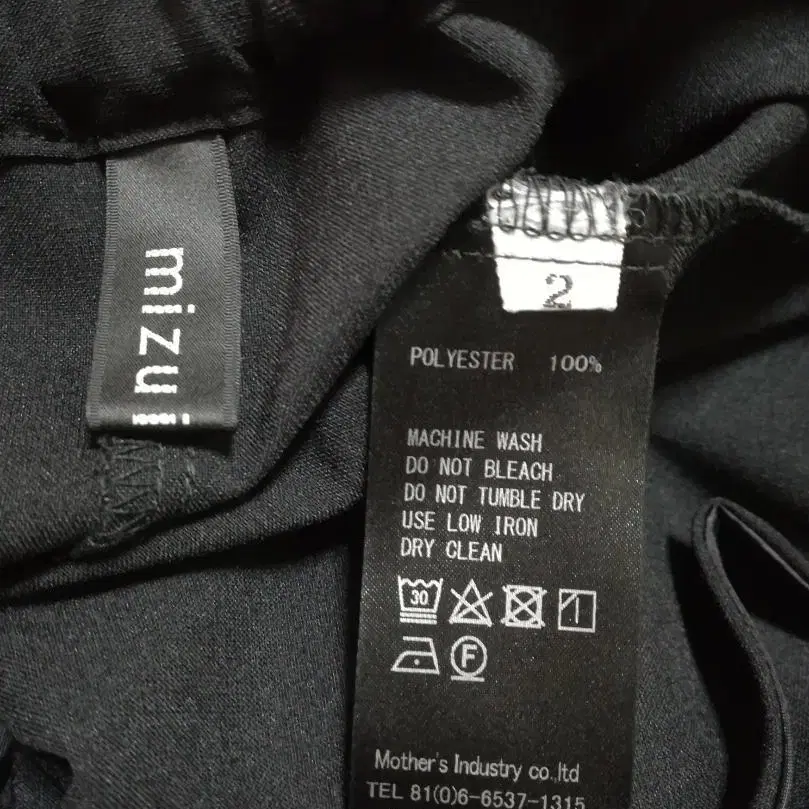 mizuiro
2
POLYESTER 100%
MACHINE WASH
DO NOT BLEACH
DO NOT TUMBLE DRY
USE LOW IRON
DRY CLEAN
30
F
Mother's Industry co.,ltd
TEL 81(0)6-6537-1315